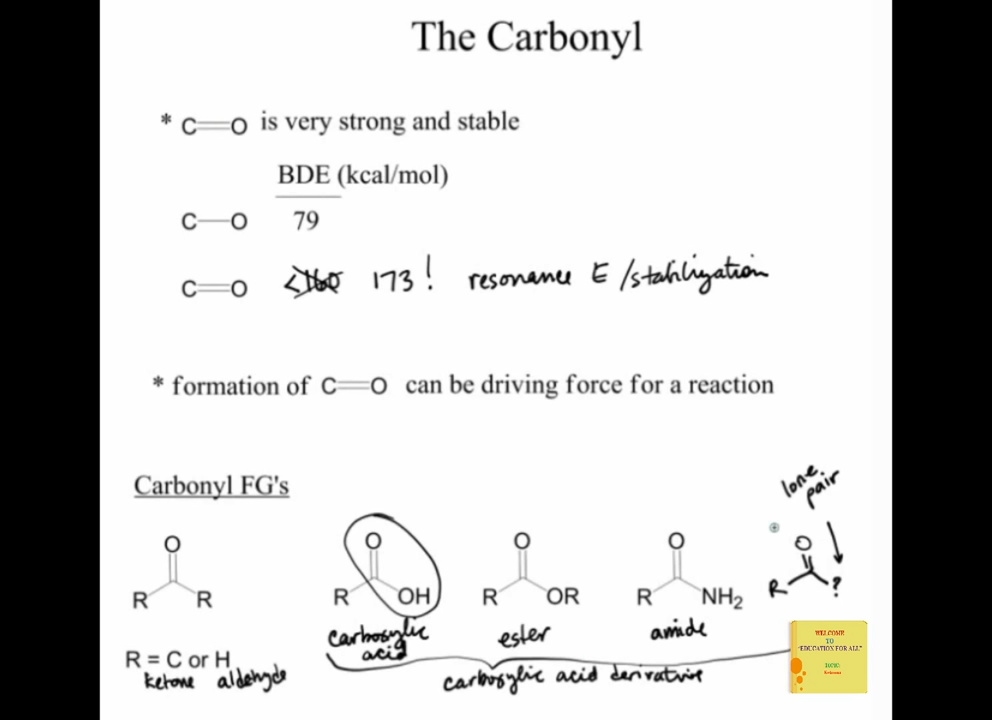 The Carbonyl
* C=O is very strong and stable
BDE (kcal/mol)
C—O 79
C=O 173! resonance E /stabilization
* formation of C=O can be driving force for a reaction
Carbonyl FG's
lone pair
O O O O O
R R R OH R OR R NH₂ R ?
carboxylic acid ester amide
R = C or H
ketone aldehyde carboxylic acid derivative
WELCOME
TO
"EDUCATION FOR ALL"